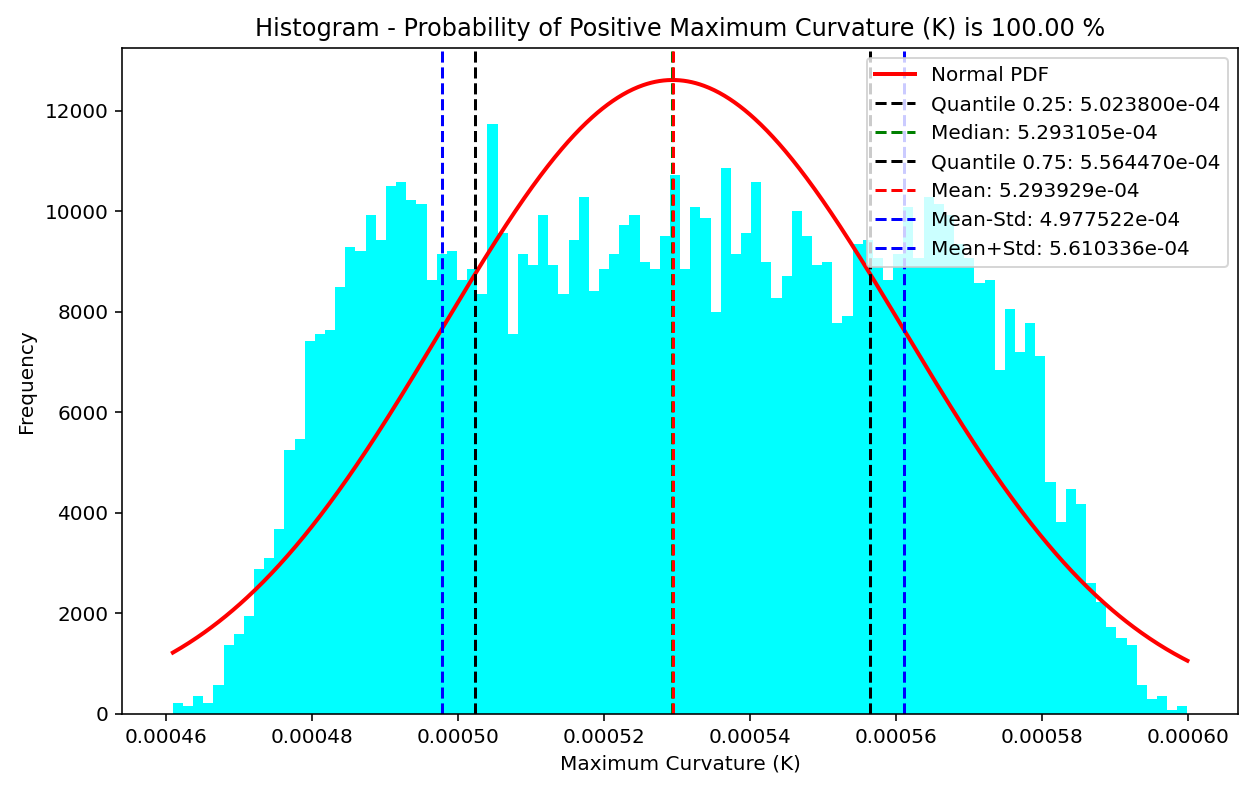 Histogram - Probability of Positive Maximum Curvature (K) is 100.00 %
Normal PDF
Quantile 0.25: 5.023800e-04
Median: 5.293105e-04
Quantile 0.75: 5.564470e-04
Mean: 5.293929e-04
Mean-Std: 4.977522e-04
Mean+Std: 5.610336e-04
Frequency
12000
10000
8000
6000
4000
2000
0
0.00046 0.00048 0.00050 0.00052 0.00054 0.00056 0.00058 0.00060
Maximum Curvature (K)